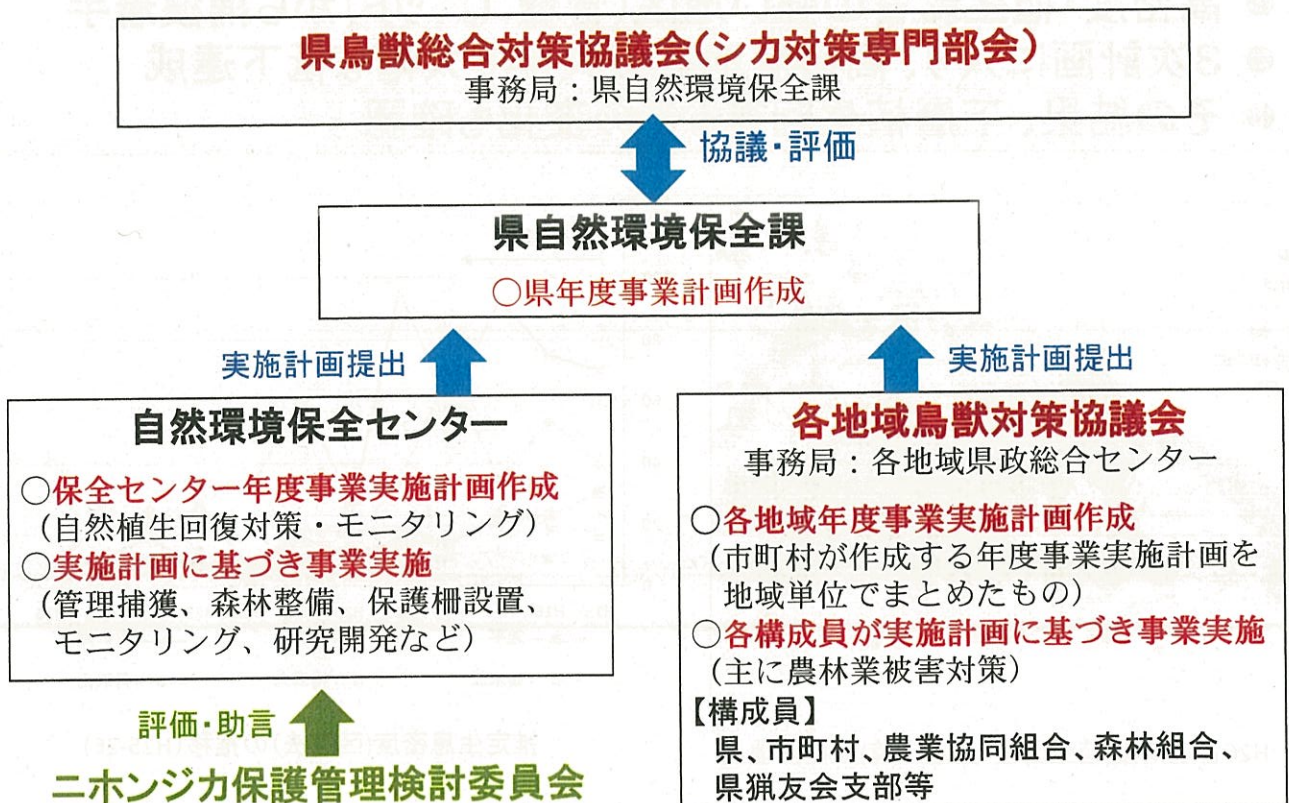 県鳥獣総合対策協議会(シカ対策専門部会)
事務局:県自然環境保全課
協議・評価
県自然環境保全課
○県年度事業計画作成
実施計画提出
実施計画提出
自然環境保全センター
○保全センター年度事業実施計画作成
(自然植生回復対策・モニタリング)
○実施計画に基づき事業実施
(管理捕獲、森林整備、保護柵設置、
モニタリング、研究開発など)
評価・助言
ニホンジカ保護管理検討委員会
各地域鳥獣対策協議会
事務局:各地域県政総合センター
○各地域年度事業実施計画作成
(市町村が作成する年度事業実施計画を
地域単位でまとめたもの)
○各構成員が実施計画に基づき事業実施
(主に農林業被害対策)
【構成員】
県、市町村、農業協同組合、森林組合、
県猟友会支部等